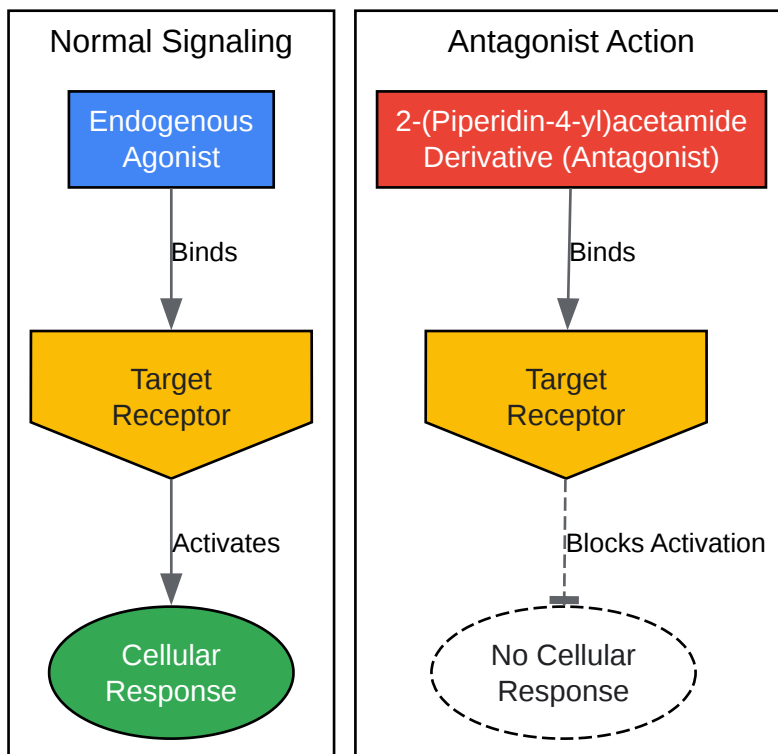 Normal Signaling
Endogenous
Agonist
Binds
Target
Receptor
Activates
Cellular
Response
Antagonist Action
2-(Piperidin-4-yl)acetamide
Derivative (Antagonist)
Binds
Target
Receptor
Blocks Activation
No Cellular
Response